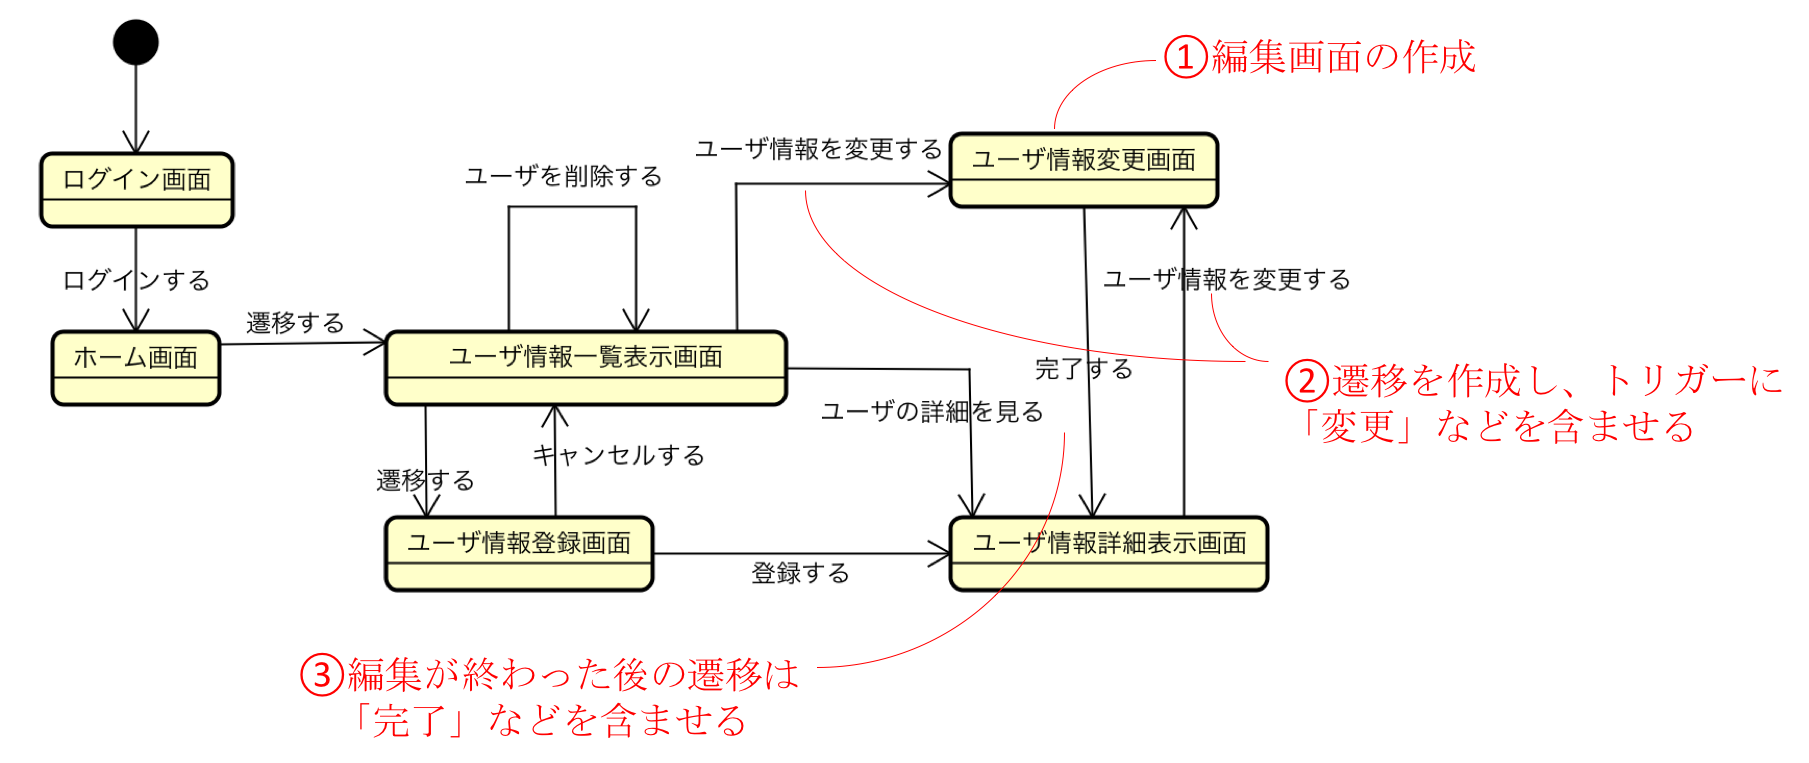 ①編集画面の作成
ユーザ情報を変更する
ユーザ情報変更画面
ログイン画面
ユーザを削除する
ログインする
ユーザ情報を変更する
遷移する
ホーム画面
ユーザ情報一覧表示画面
完了する
②遷移を作成し、トリガーに
「変更」などを含ませる
ユーザの詳細を見る
キャンセルする
遷移する
ユーザ情報登録画面
ユーザ情報詳細表示画面
登録する
③編集が終わった後の遷移は
「完了」などを含ませる